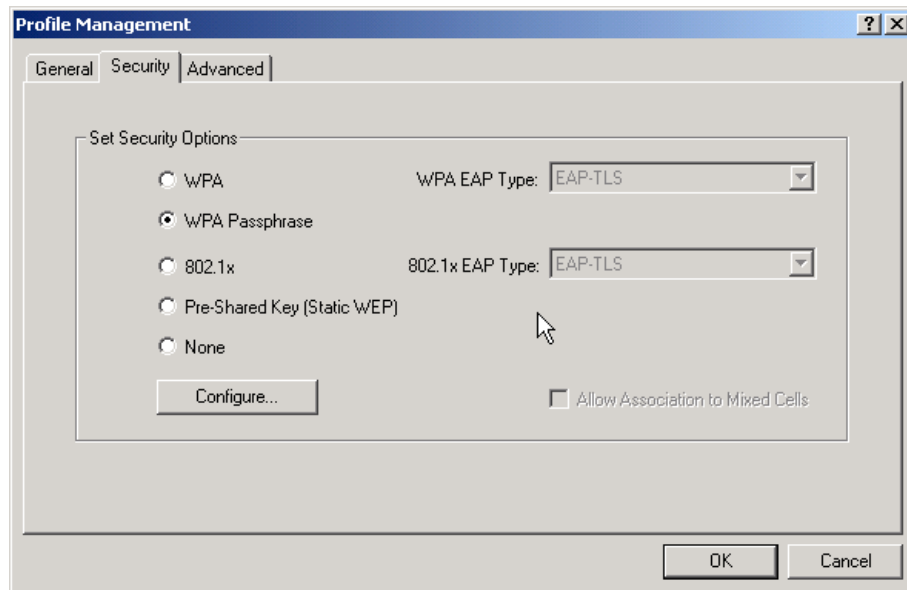 Profile Management
General Security Advanced
Set Security Options
WPA WPA EAP Type: EAP-TLS
WPA Passphrase
802.1x 802.1x EAP Type: EAP-TLS
Pre-Shared Key (Static WEP)
None
Configure... Allow Association to Mixed Cells
OK Cancel